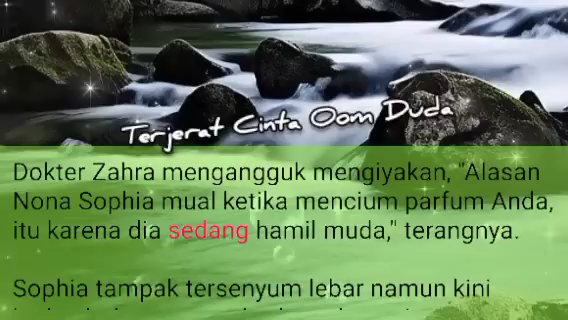 Terjerat Cinta Oom Duda
Dokter Zahra mengangguk mengiyakan, "Alasan
Nona Sophia mual ketika mencium parfum Anda,
itu karena dia sedang hamil muda," terangnya.
Sophia tampak tersenyum lebar namun kini